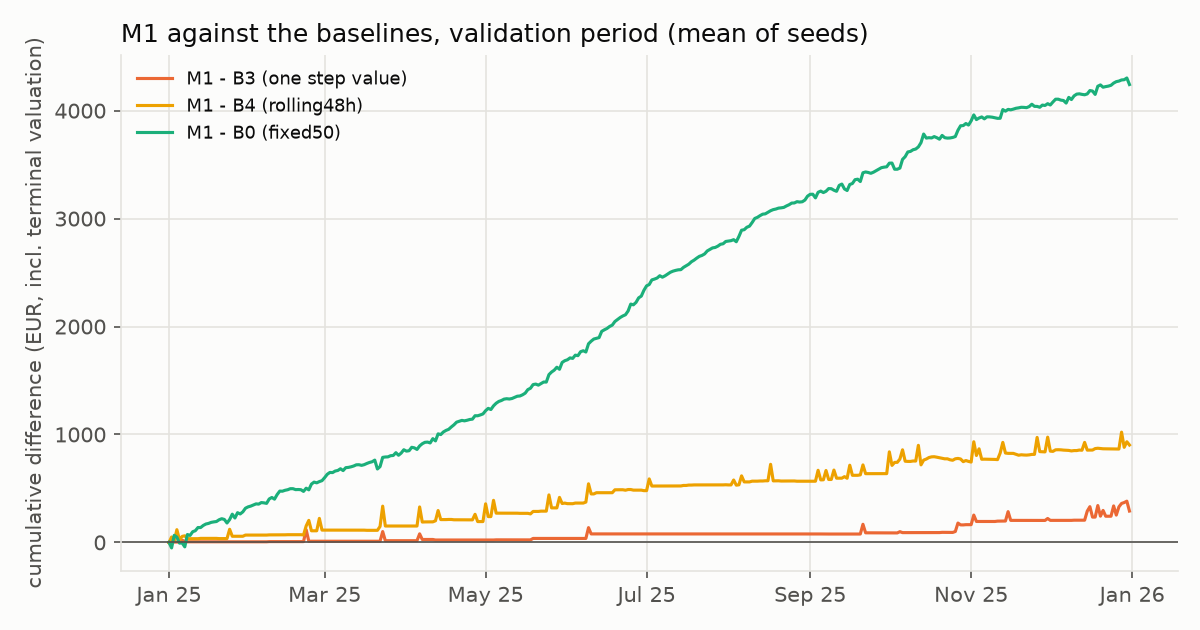 M1 against the baselines, validation period (mean of seeds)
cumulative difference (EUR, incl. terminal valuation)
M1 - B3 (one step value)
M1 - B4 (rolling48h)
M1 - B0 (fixed50)
4000
3000
2000
1000
0
Jan 25
Mar 25
May 25
Jul 25
Sep 25
Nov 25
Jan 26